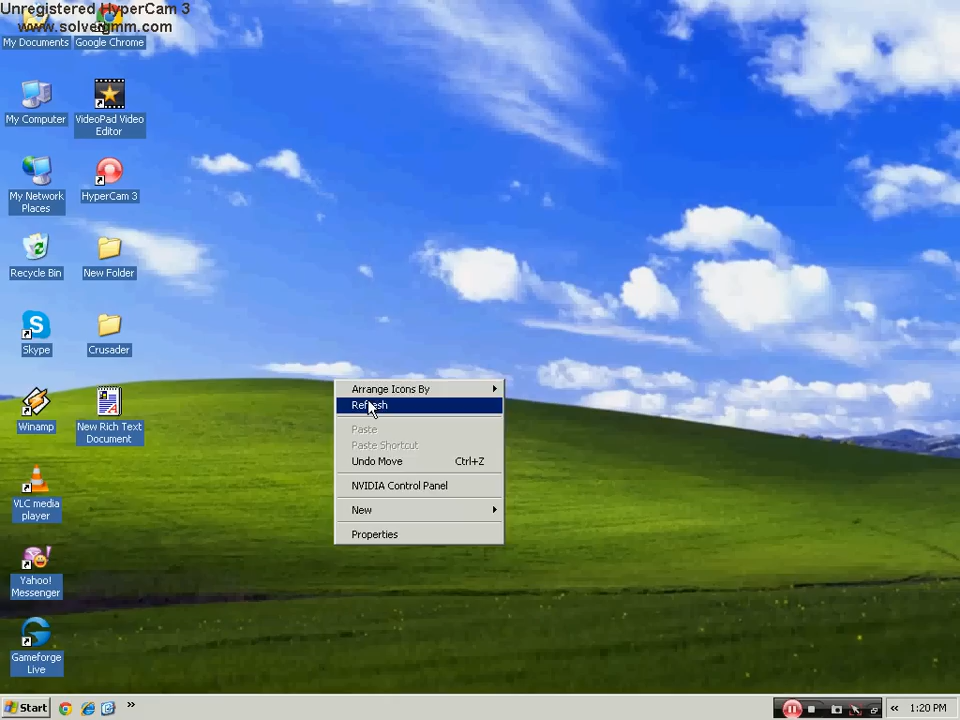 Unregistered HyperCam 3
www.solveigmm.com
My Documents
Google Chrome
My Computer
VideoPad Video
Editor
My Network
Places
HyperCam 3
Recycle Bin
New Folder
Skype
Crusader
Winamp
New Rich Text
Document
VLC media
player
Yahoo!
Messenger
Gameforge
Live
Arrange Icons By
Refresh
Paste
Paste Shortcut
Undo Move Ctrl+Z
NVIDIA Control Panel
New
Properties
Start
1:20 PM